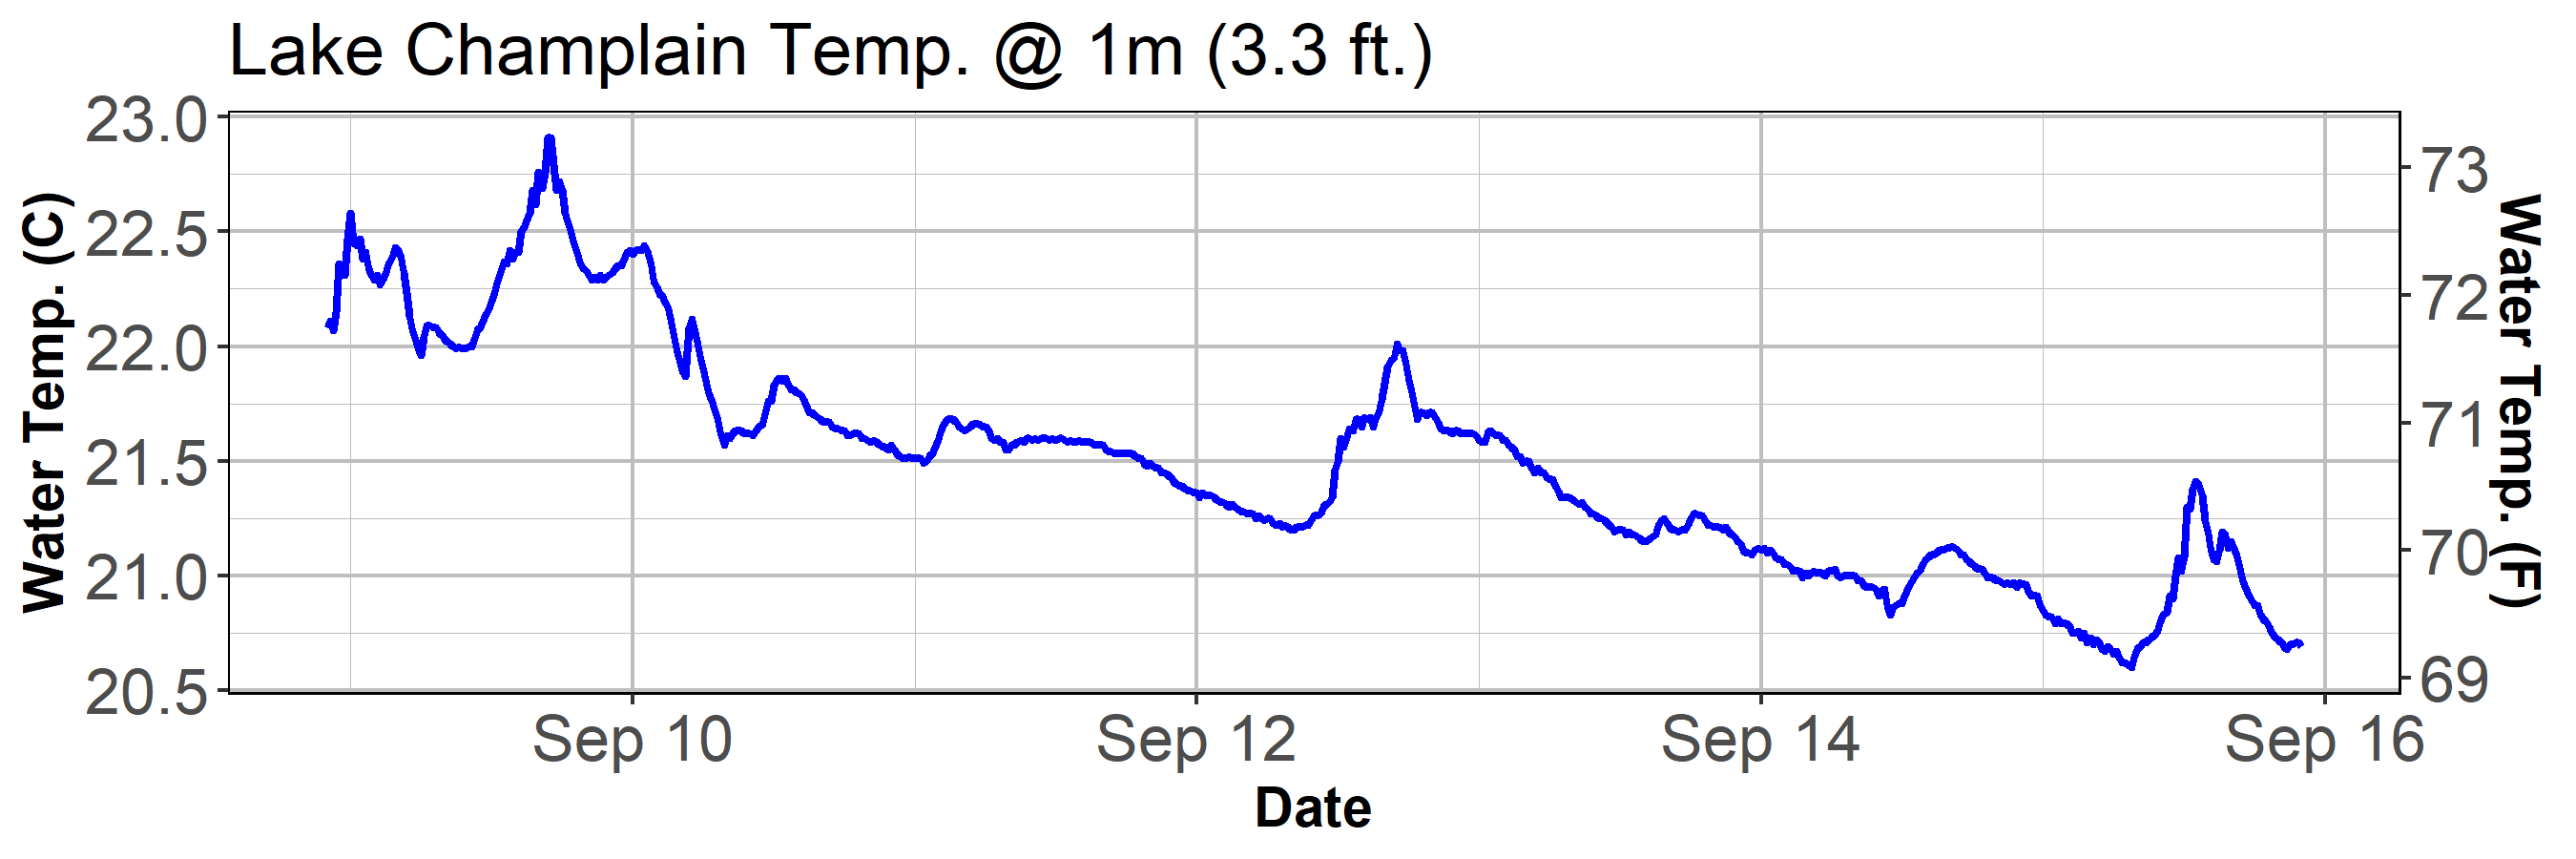 Lake Champlain Temp. @ 1m (3.3 ft.)
Water Temp. (C)
23.0
22.5
22.0
21.5
21.0
20.5
73
72
71
70
69
Water Temp. (F)
Sep 10
Sep 12
Sep 14
Sep 16
Date